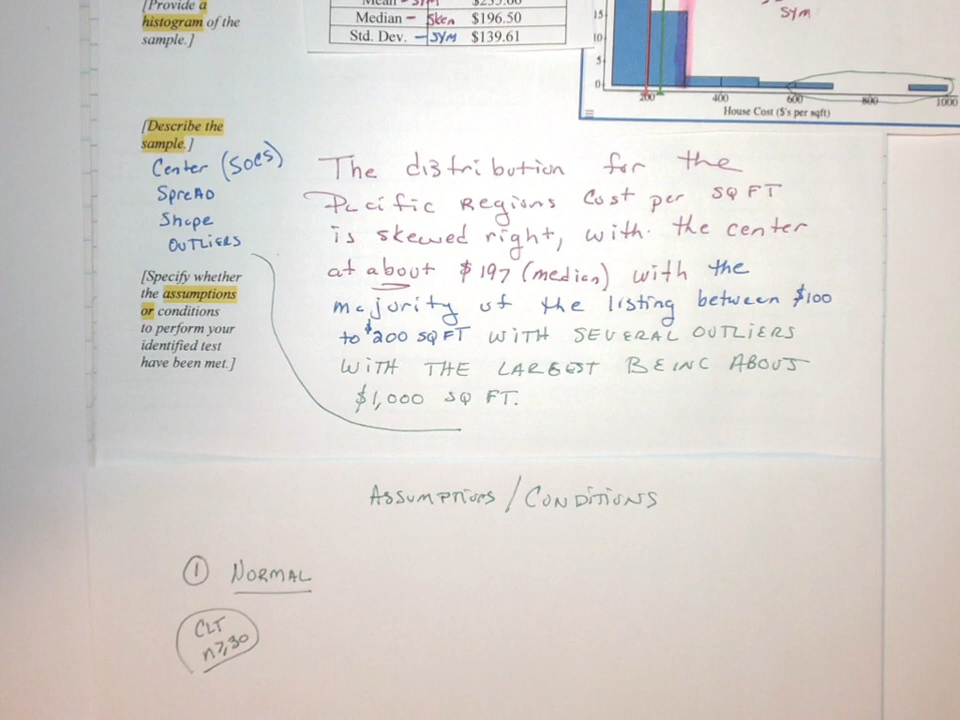 [Provide a
histogram of the
sample.]
Median – Skew $196.50
Std. Dev. – SYM $139.61
SYM
15
10
5
0
200 400 600 800 1000
House Cost ($'s per sqft)
[Describe the
sample.]
Center (SOCS)
SpreAD
Shape
OUTLIERS
The distribution for the
Pacific Regions Cost per SQ FT
is skewed right, with the center
at about $197 (median) with the
majority of the listing between $100
to $200 SQ FT WITH SEVERAL OUTLIERS
WITH THE LARGEST BEING ABOUT
$1,000 SQ FT.
[Specify whether
the assumptions
or conditions
to perform your
identified test
have been met.]
ASSUMPTIONS / CONDITIONS
① NORMAL
CLT
n≥30